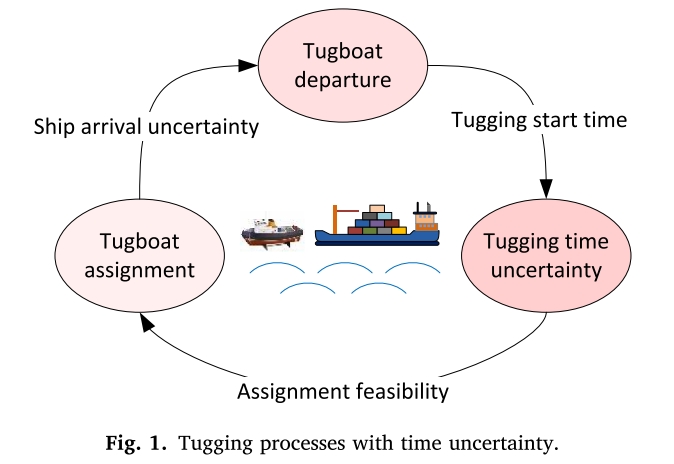 Tugboat
departure
Ship arrival uncertainty
Tugging start time
Tugboat
assignment
Tugging time
uncertainty
Assignment feasibility
Fig. 1. Tugging processes with time uncertainty.